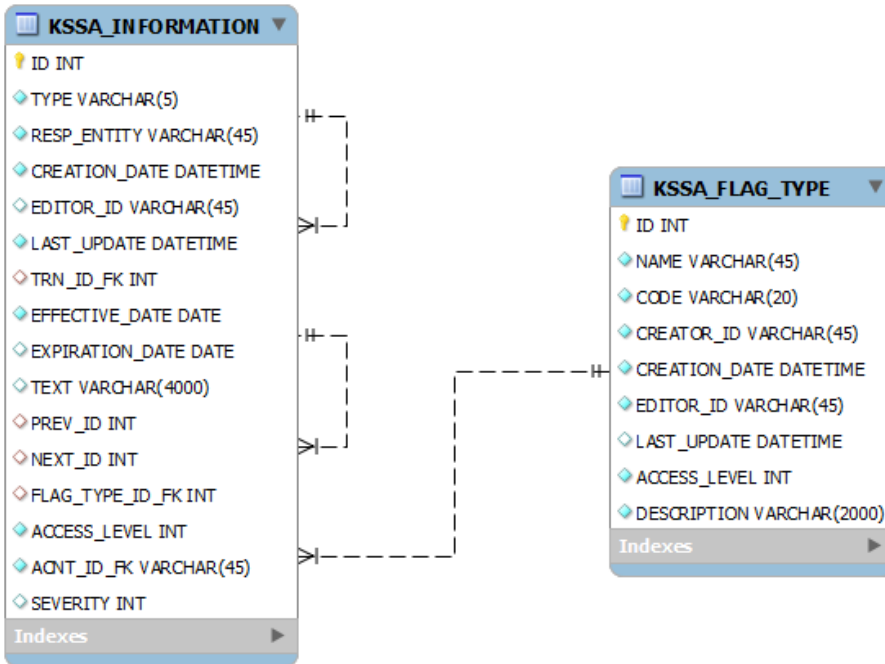 KSSA_INFORMATION
ID INT
TYPE VARCHAR(5)
RESP_ENTITY VARCHAR(45)
CREATION_DATE DATETIME
EDITOR_ID VARCHAR(45)
LAST_UPDATE DATETIME
TRN_ID_FK INT
EFFECTIVE_DATE DATE
EXPIRATION_DATE DATE
TEXT VARCHAR(4000)
PREV_ID INT
NEXT_ID INT
FLAG_TYPE_ID_FK INT
ACCESS_LEVEL INT
ACNT_ID_FK VARCHAR(45)
SEVERITY INT
Indexes
KSSA_FLAG_TYPE
ID INT
NAME VARCHAR(45)
CODE VARCHAR(20)
CREATOR_ID VARCHAR(45)
CREATION_DATE DATETIME
EDITOR_ID VARCHAR(45)
LAST_UPDATE DATETIME
ACCESS_LEVEL INT
DESCRIPTION VARCHAR(2000)
Indexes